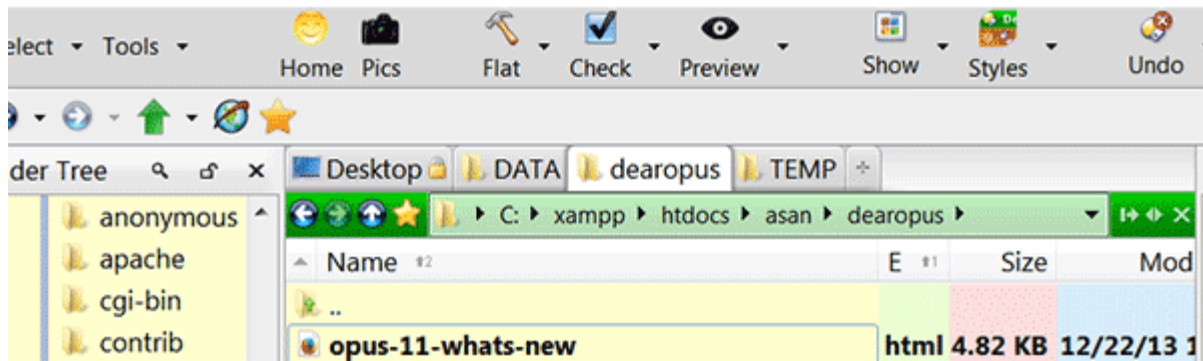 elect Tools Home Pics Flat Check Preview Show Styles Undo
der Tree Desktop DATA dearopus TEMP
C: xampp htdocs asan dearopus
anonymous
apache Name 2 E 1 Size Mod
cgi-bin ..
contrib opus-11-whats-new html 4.82 KB 12/22/13 1